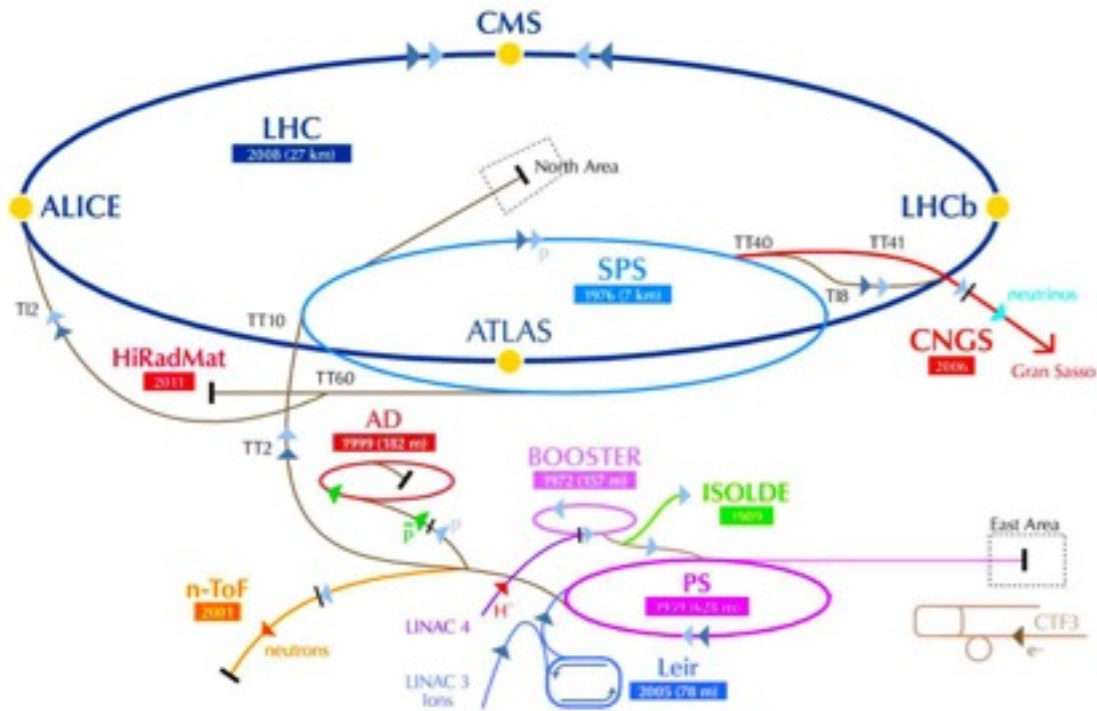 CMS
LHC
2008 (27 km)
North Area
ALICE
LHCb
TT40
TT41
SPS
1976 (7 km)
TI8
neutrinos
TI2
TT10
ATLAS
CNGS
2006
Gran Sasso
HiRadMat
2011
TT60
AD
1999 (182 m)
TT2
BOOSTER
1972 (157 m)
ISOLDE
1989
p
p̅
p
East Area
n-ToF
2001
PS
1959 (628 m)
H⁻
LINAC 4
neutrons
CTF3
e⁻
LINAC 3
Ions
Leir
2005 (78 m)